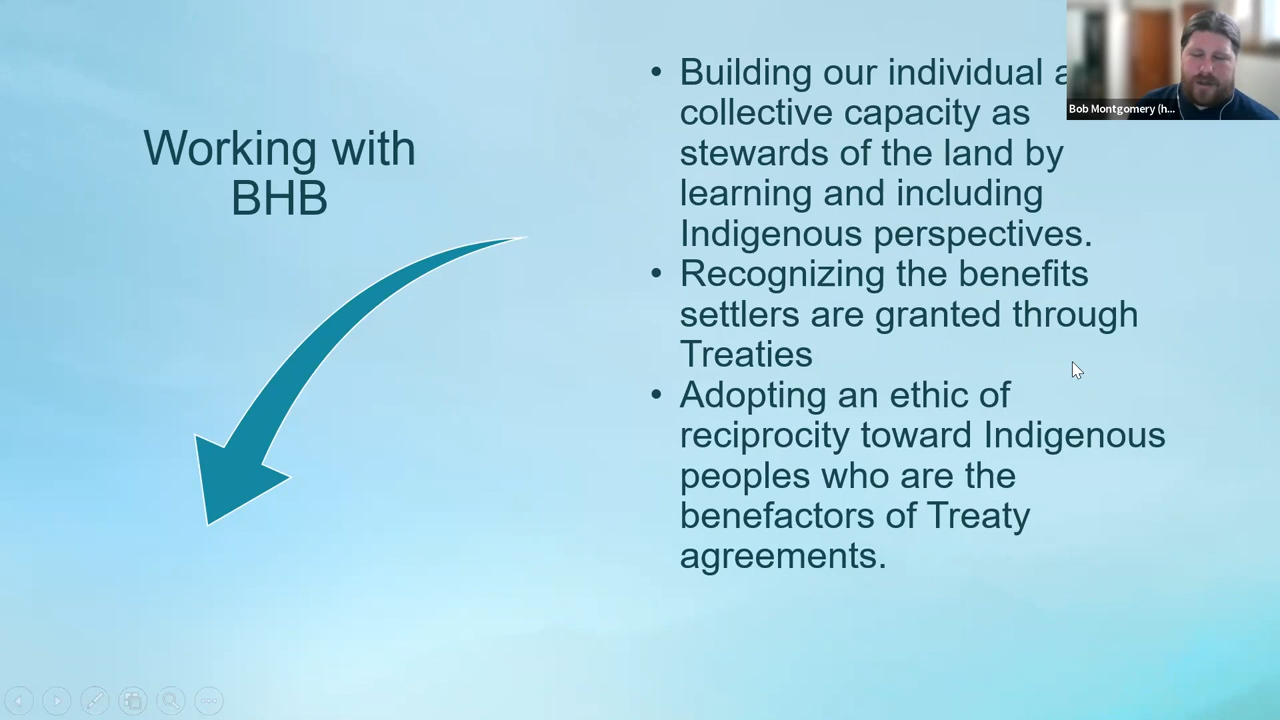 Working with
BHB
• Building our individual
collective capacity as
stewards of the land by
learning and including
Indigenous perspectives.
• Recognizing the benefits
settlers are granted through
Treaties
• Adopting an ethic of
reciprocity toward Indigenous
peoples who are the
benefactors of Treaty
agreements.
Bob Montgomery (h...